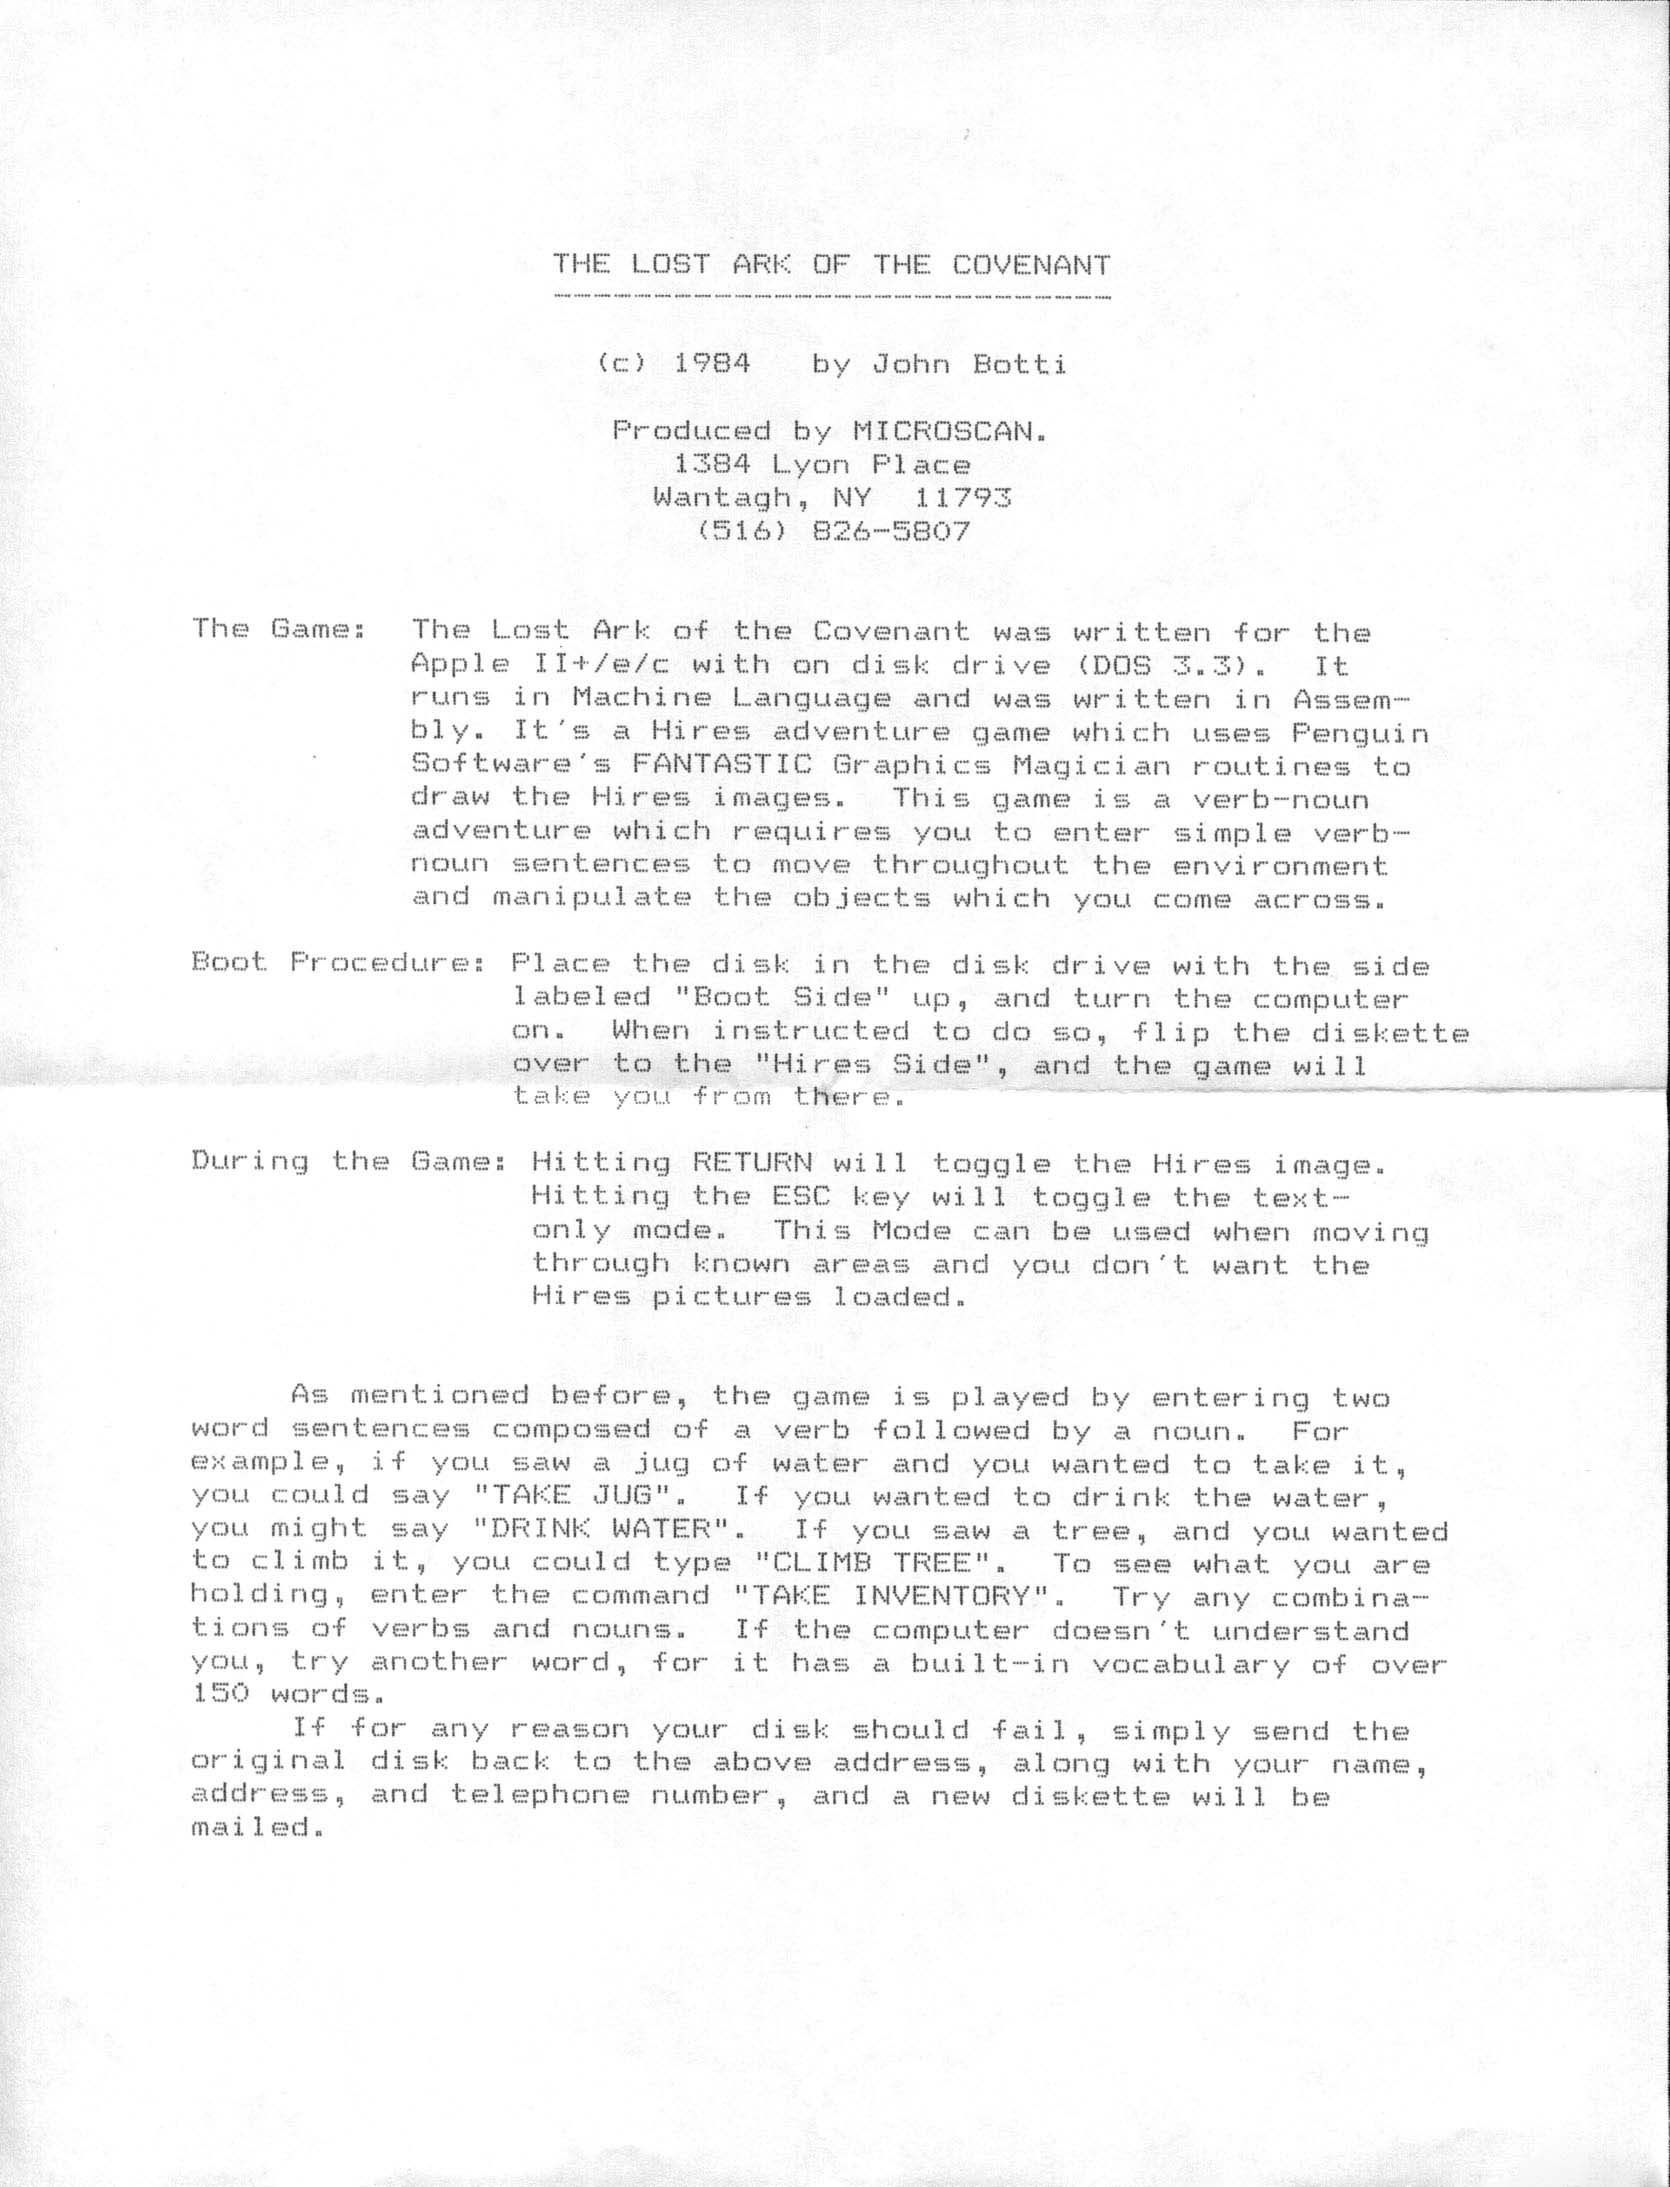 THE LOST ARK OF THE COVENANT
----------------------------
(c) 1984   by John Botti
Produced by MICROSCAN.
1384 Lyon Place
Wantagh, NY  11793
(516) 826-5807
The Game:  The Lost Ark of the Covenant was written for the
Apple II+/e/c with on disk drive (DOS 3.3).  It
runs in Machine Language and was written in Assem-
bly. It's a Hires adventure game which uses Penguin
Software's FANTASTIC Graphics Magician routines to
draw the Hires images.  This game is a verb-noun
adventure which requires you to enter simple verb-
noun sentences to move throughout the environment
and manipulate the objects which you come across.
Boot Procedure: Place the disk in the disk drive with the side
labeled "Boot Side" up, and turn the computer
on.  When instructed to do so, flip the diskette
over to the "Hires Side", and the game will
take you from there.
During the Game: Hitting RETURN will toggle the Hires image.
Hitting the ESC key will toggle the text-
only mode.  This Mode can be used when moving
through known areas and you don't want the
Hires pictures loaded.
As mentioned before, the game is played by entering two
word sentences composed of a verb followed by a noun.  For
example, if you saw a jug of water and you wanted to take it,
you could say "TAKE JUG".  If you wanted to drink the water,
you might say "DRINK WATER".  If you saw a tree, and you wanted
to climb it, you could type "CLIMB TREE".  To see what you are
holding, enter the command "TAKE INVENTORY".  Try any combina-
tions of verbs and nouns.  If the computer doesn't understand
you, try another word, for it has a built-in vocabulary of over
150 words.
If for any reason your disk should fail, simply send the
original disk back to the above address, along with your name,
address, and telephone number, and a new diskette will be
mailed.